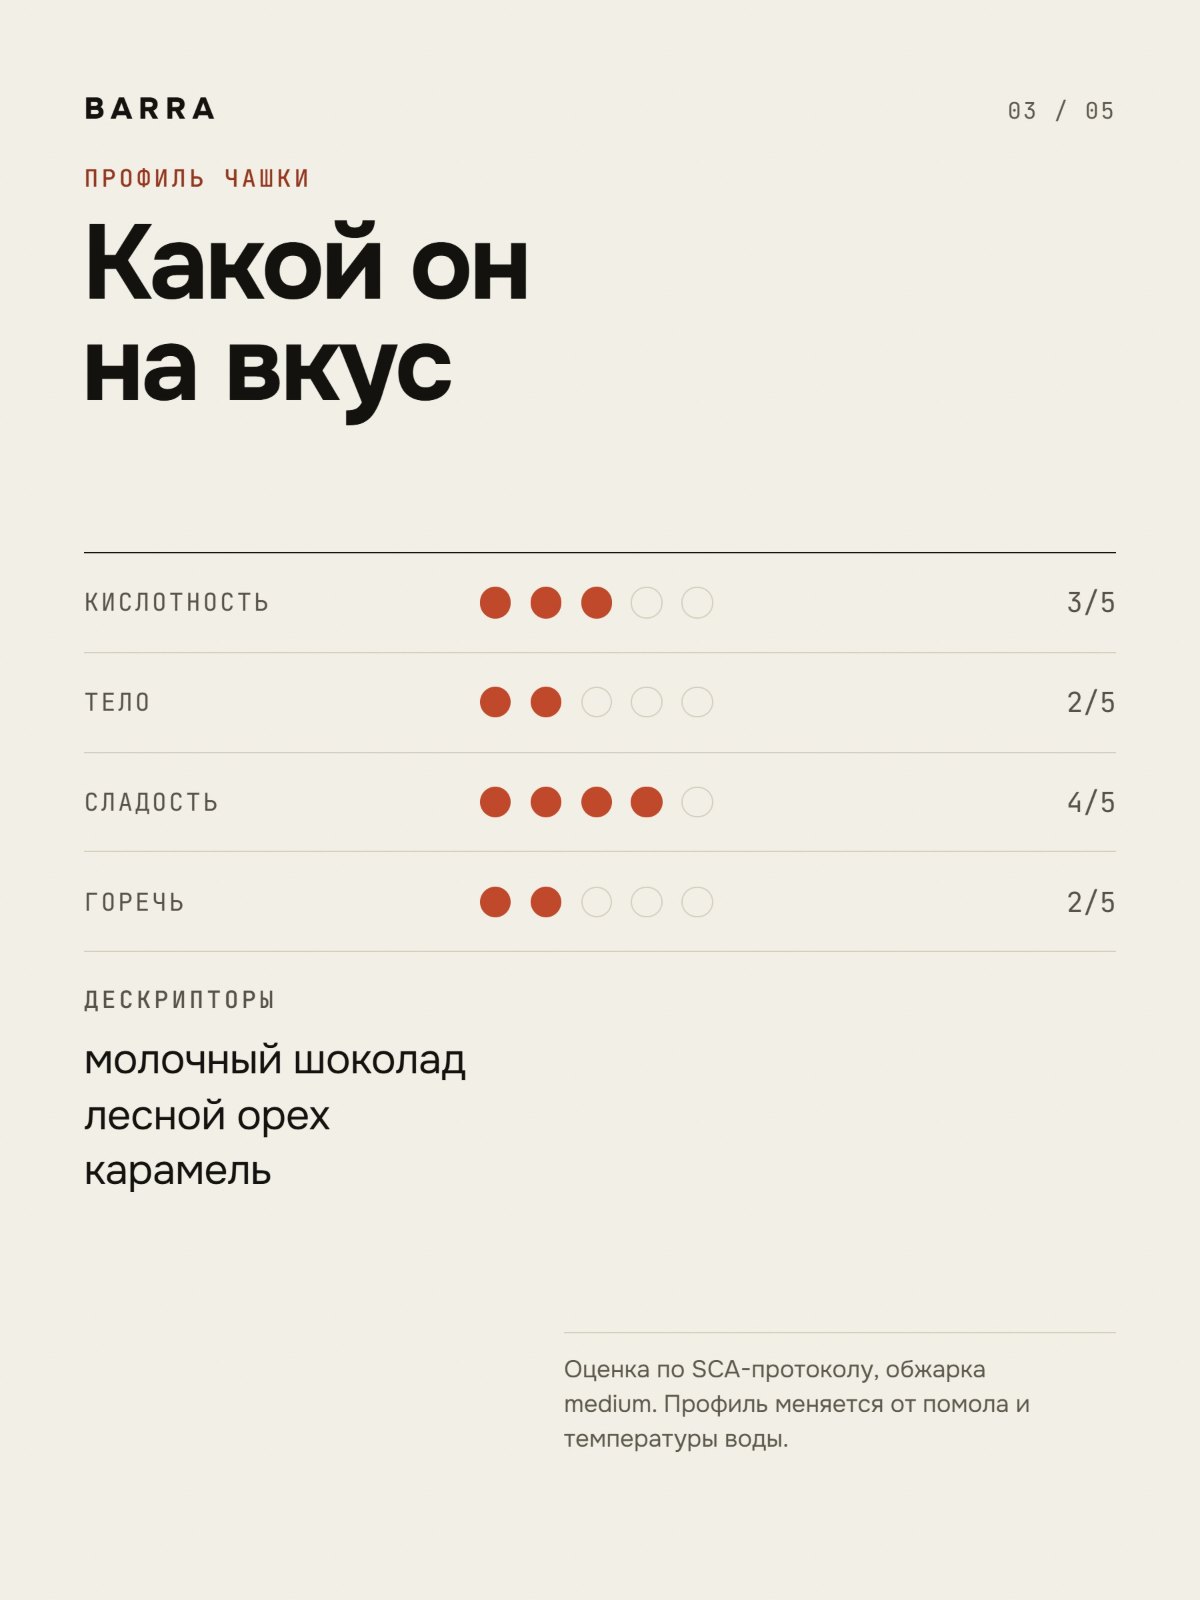 BARRA
03 / 05
ПРОФИЛЬ ЧАШКИ
Какой он
на вкус
КИСЛОТНОСТЬ 3/5
ТЕЛО 2/5
СЛАДОСТЬ 4/5
ГОРЕЧЬ 2/5
ДЕСКРИПТОРЫ
молочный шоколад
лесной орех
карамель
Оценка по SCA-протоколу, обжарка
medium. Профиль меняется от помола и
температуры воды.